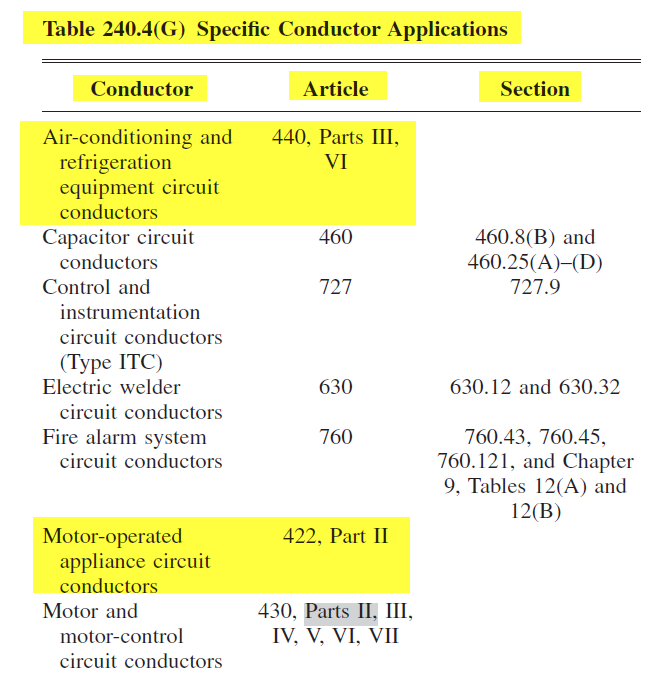 Table 240.4(G) Specific Conductor Applications
Conductor Article Section
Air-conditioning and 440, Parts III,
refrigeration VI
equipment circuit
conductors
Capacitor circuit 460 460.8(B) and
conductors 460.25(A)–(D)
Control and 727 727.9
instrumentation
circuit conductors
(Type ITC)
Electric welder 630 630.12 and 630.32
circuit conductors
Fire alarm system 760 760.43, 760.45,
circuit conductors 760.121, and Chapter
9, Tables 12(A) and
12(B)
Motor-operated 422, Part II
appliance circuit
conductors
Motor and 430, Parts II, III,
motor-control IV, V, VI, VII
circuit conductors